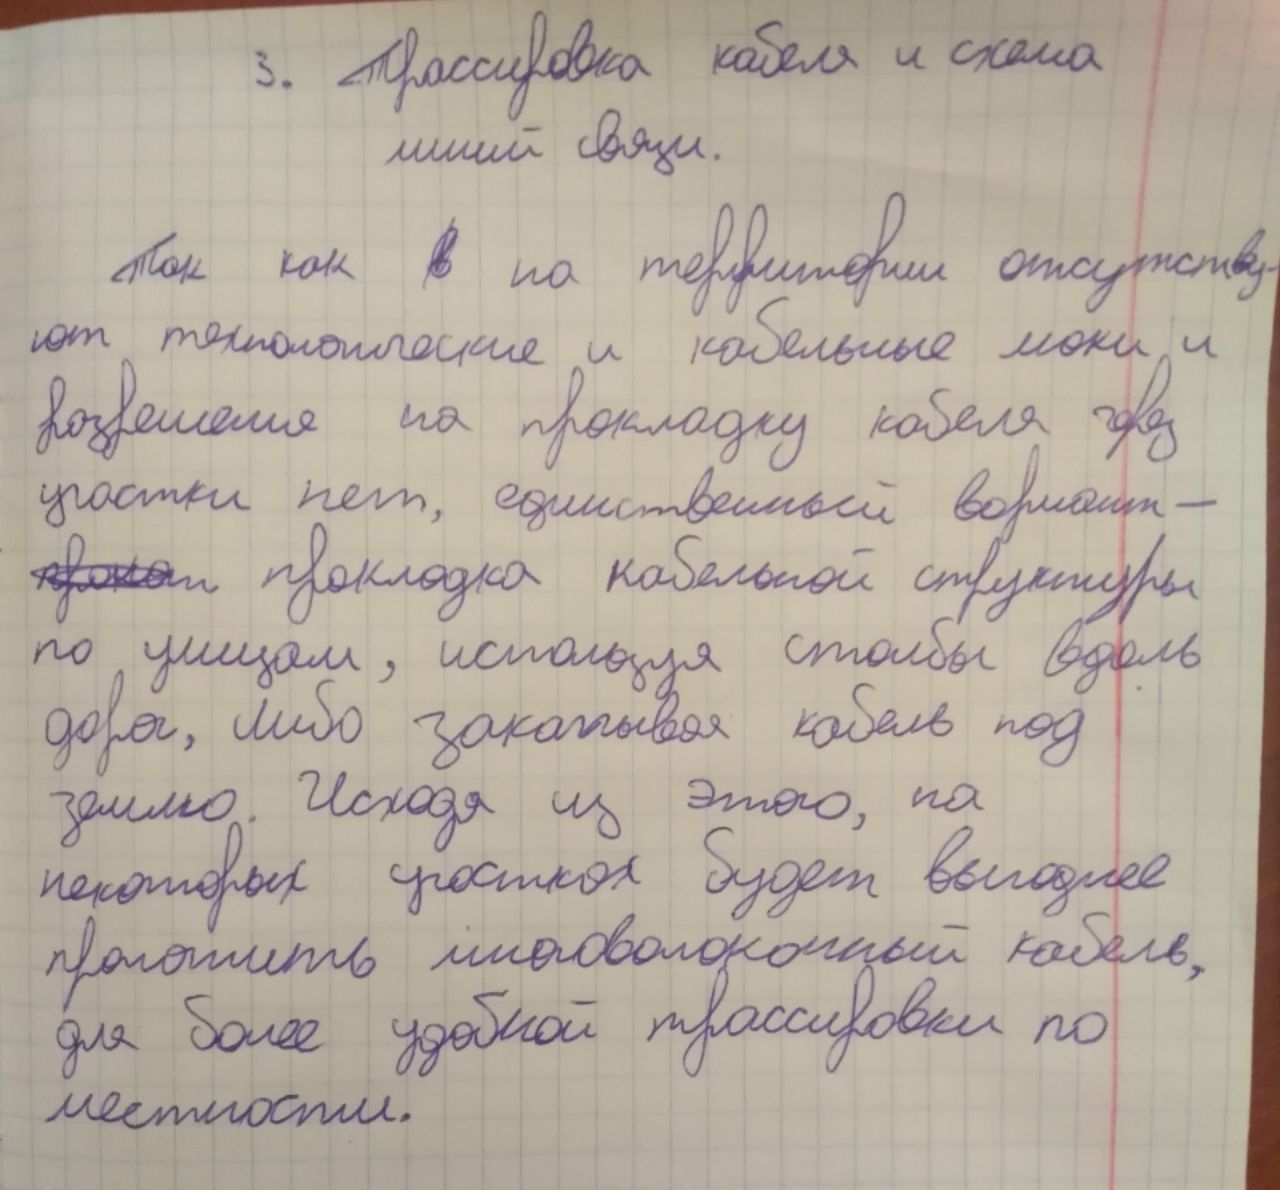 3. Трассировка кабеля и схема
линий связи.
Так как на территории отсутству-
ют технологические и кабельные люки и
разрешения на прокладку кабеля через
участки нет, единственный вариант –
прокладка кабельной структуры
по улицам, используя столбы вдоль
дорог, либо закапывая кабель под
землю. Исходя из этого, на
некоторых участках будет выгоднее
проложить многоволоконный кабель,
для более удобной трассировки по
местности.